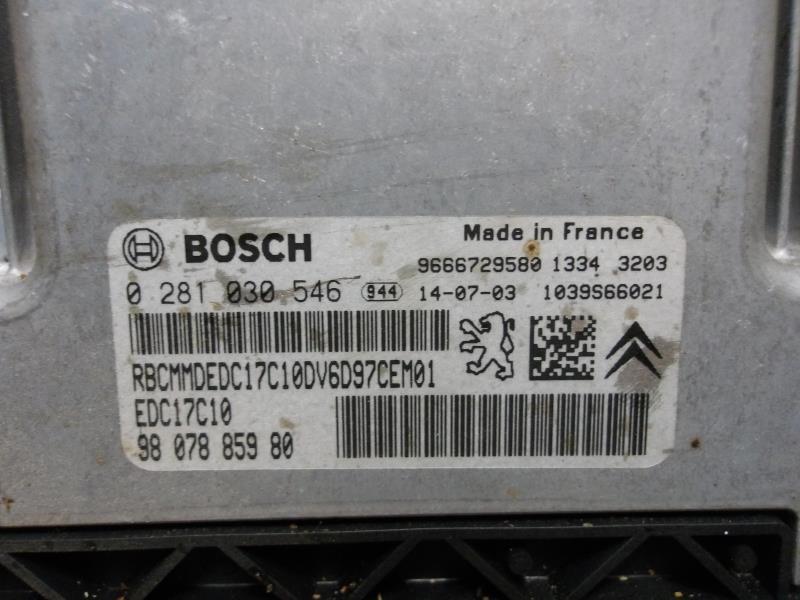 BOSCH
Made in France
9666729580 1334 3203
0 281 030 546 944 14-07-03 1039S66021
RBCMMDEDC17C10DV6D97CEM01
EDC17C10
98 078 859 80